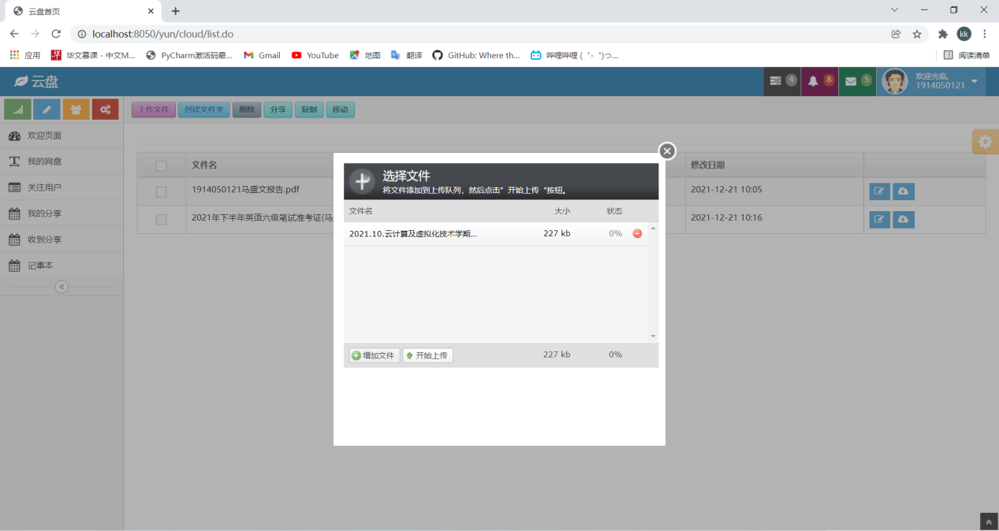 云盘首页
localhost:8050/yun/cloud/list.do
kk
应用 华文慕课 - 中文M... PyCharm激活码最... Gmail YouTube 地图 翻译 GitHub: Where th... 哔哩哔哩 ( ゜- ゜)つ... 阅读清单
云盘
4 8 5 欢迎光临,
1914050121
上传文件 创建文件夹 删除 分享 复制 移动
欢迎页面
我的网盘
关注用户
我的分享
收到分享
记事本
文件名 修改日期
1914050121马盛文报告.pdf 2021-12-21 10:05
2021年下半年英语六级笔试准考证(马 2021-12-21 10:16
选择文件
将文件添加到上传队列，然后点击”开始上传“按钮。
文件名 大小 状态
2021.10.云计算及虚拟化技术学期... 227 kb 0%
增加文件 开始上传 227 kb 0%